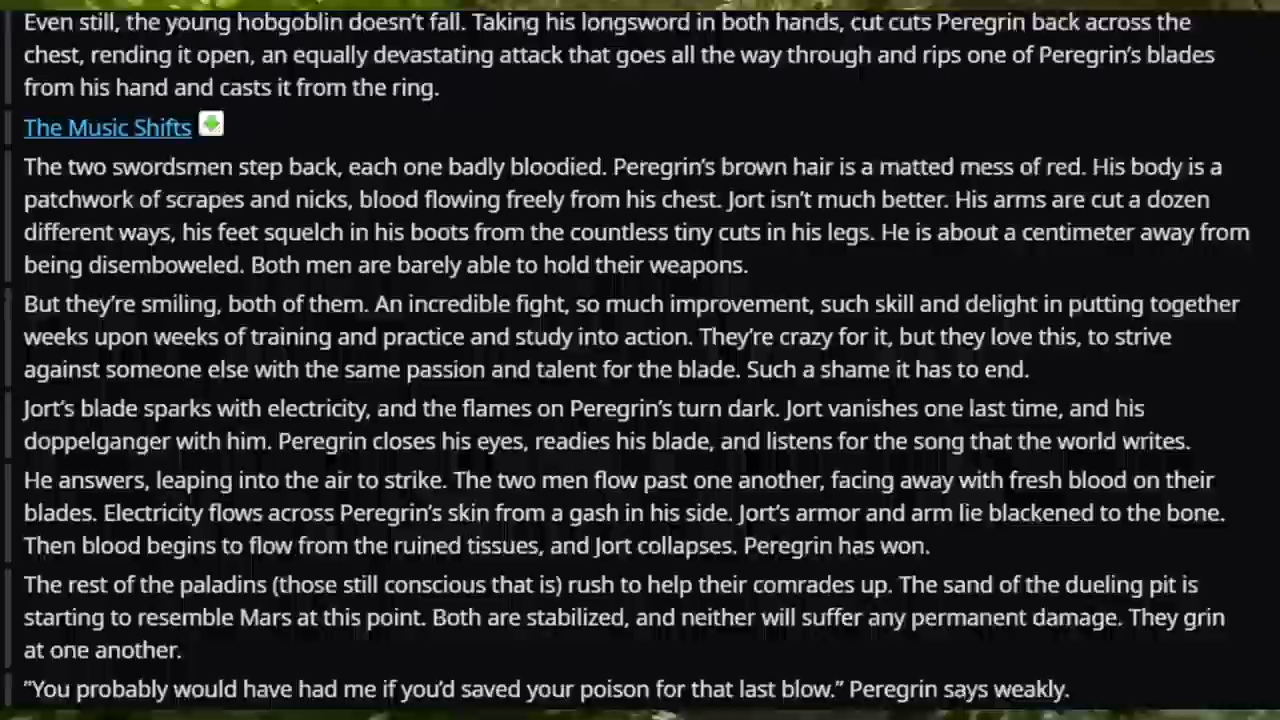 Even still, the young hobgoblin doesn’t fall. Taking his longsword in both hands, cut cuts Peregrin back across the
chest, rending it open, an equally devastating attack that goes all the way through and rips one of Peregrin’s blades
from his hand and casts it from the ring.
The Music Shifts
The two swordsmen step back, each one badly bloodied. Peregrin’s brown hair is a matted mess of red. His body is a
patchwork of scrapes and nicks, blood flowing freely from his chest. Jort isn’t much better. His arms are cut a dozen
different ways, his feet squelch in his boots from the countless tiny cuts in his legs. He is about a centimeter away from
being disemboweled. Both men are barely able to hold their weapons.
But they’re smiling, both of them. An incredible fight, so much improvement, such skill and delight in putting together
weeks upon weeks of training and practice and study into action. They’re crazy for it, but they love this, to strive
against someone else with the same passion and talent for the blade. Such a shame it has to end.
Jort’s blade sparks with electricity, and the flames on Peregrin’s turn dark. Jort vanishes one last time, and his
doppelganger with him. Peregrin closes his eyes, readies his blade, and listens for the song that the world writes.
He answers, leaping into the air to strike. The two men flow past one another, facing away with fresh blood on their
blades. Electricity flows across Peregrin’s skin from a gash in his side. Jort’s armor and arm lie blackened to the bone.
Then blood begins to flow from the ruined tissues, and Jort collapses. Peregrin has won.
The rest of the paladins (those still conscious that is) rush to help their comrades up. The sand of the dueling pit is
starting to resemble Mars at this point. Both are stabilized, and neither will suffer any permanent damage. They grin
at one another.
“You probably would have had me if you’d saved your poison for that last blow.” Peregrin says weakly.